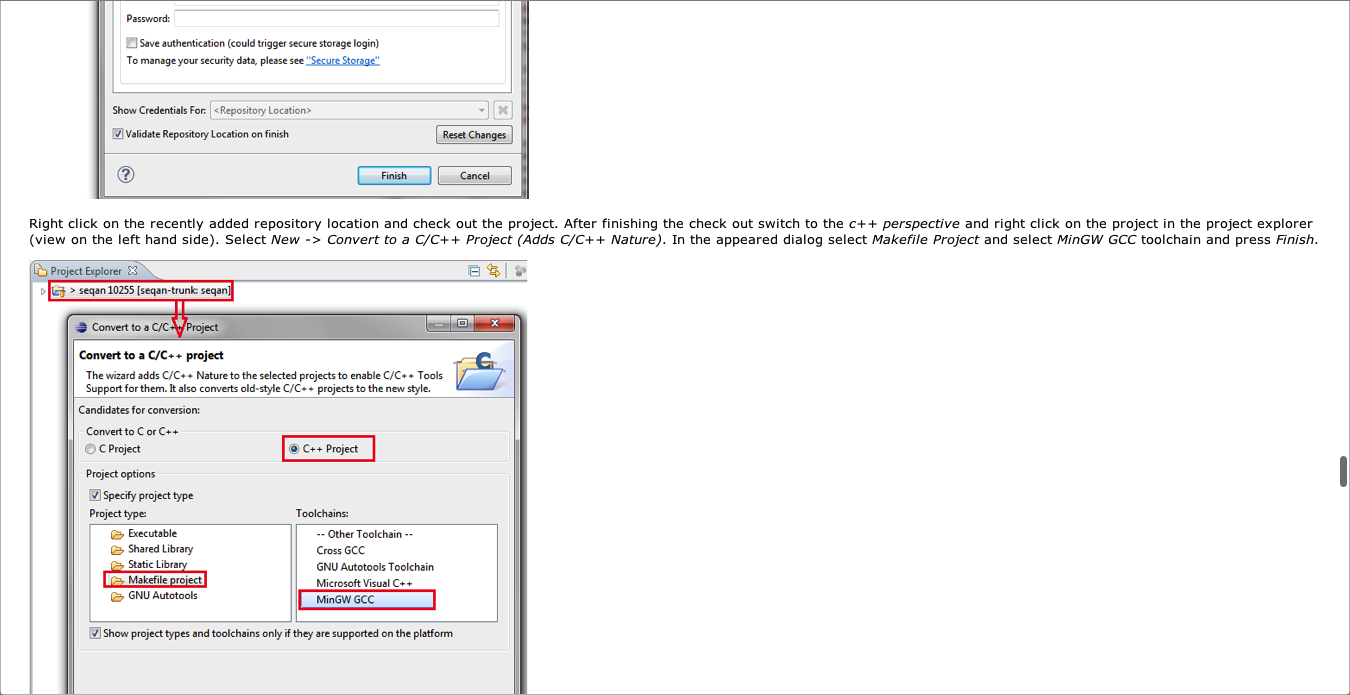 Password:
Save authentication (could trigger secure storage login)
To manage your security data, please see "Secure Storage"
Show Credentials For: <Repository Location>
Validate Repository Location on finish
Reset Changes
? Finish Cancel
Right click on the recently added repository location and check out the project. After finishing the check out switch to the c++ perspective and right click on the project in the project explorer
(view on the left hand side). Select New -> Convert to a C/C++ Project (Adds C/C++ Nature). In the appeared dialog select Makefile Project and select MinGW GCC toolchain and press Finish.
Project Explorer
> seqan 10255 [seqan-trunk: seqan]
Convert to a C/C++ Project
Convert to a C/C++ project
The wizard adds C/C++ Nature to the selected projects to enable C/C++ Tools
Support for them. It also converts old-style C/C++ projects to the new style.
Candidates for conversion:
Convert to C or C++
C Project
C++ Project
Project options
Specify project type
Project type:
Executable
Shared Library
Static Library
Makefile project
GNU Autotools
Toolchains:
-- Other Toolchain --
Cross GCC
GNU Autotools Toolchain
Microsoft Visual C++
MinGW GCC
Show project types and toolchains only if they are supported on the platform